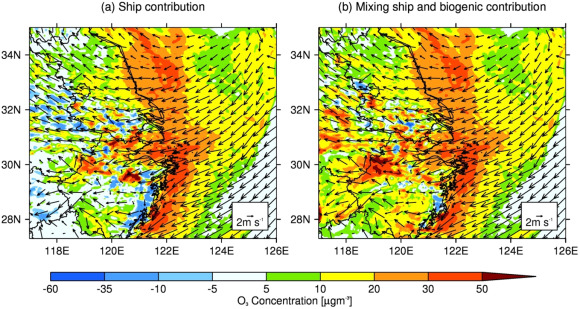 (a) Ship contribution
(b) Mixing ship and biogenic contribution
34N
32N
30N
28N
2m s⁻¹
118E 120E 122E 124E 126E
34N
32N
30N
28N
2m s⁻¹
118E 120E 122E 124E 126E
-60 -35 -10 -5 5 10 20 30 50
O₃ Concentration [μgm⁻³]